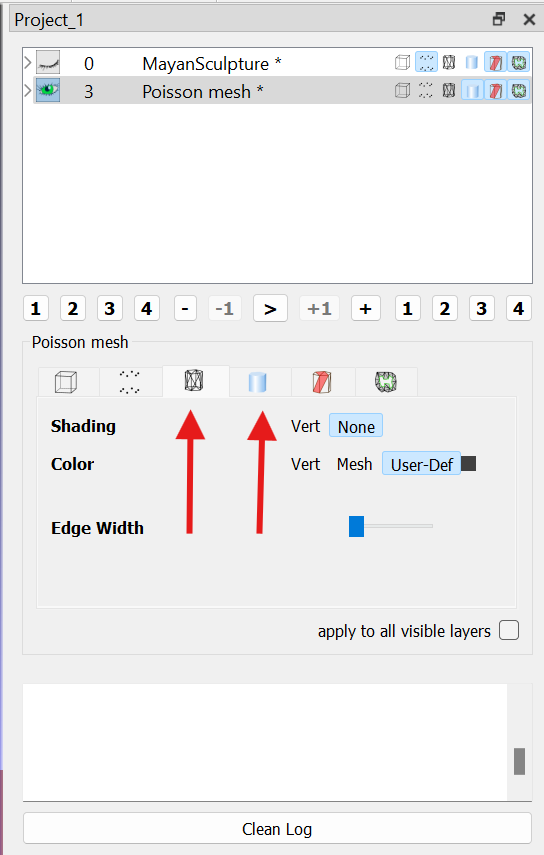 Project_1
0 MayanSculpture *
3 Poisson mesh *
1 2 3 4 - -1 > +1 + 1 2 3 4
Poisson mesh
Shading Vert None
Color Vert Mesh User-Def
Edge Width
apply to all visible layers
Clean Log